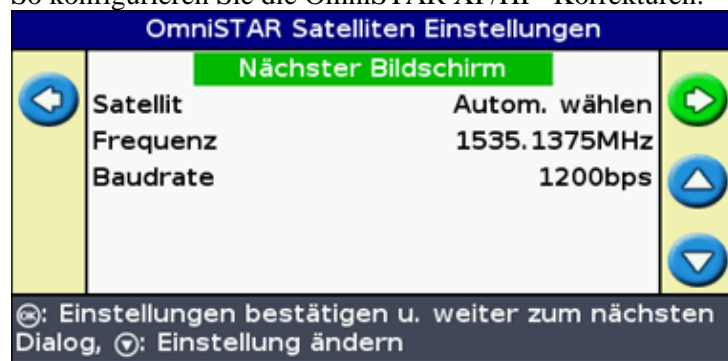 So konfigurieren Sie die OmniSTAR XP/HP-Korrekturen:
OmniSTAR Satelliten Einstellungen
Nächster Bildschirm
Satellit Autom. wählen
Frequenz 1535.1375MHz
Baudrate 1200bps
OK: Einstellungen bestätigen u. weiter zum nächsten
Dialog, : Einstellung ändern